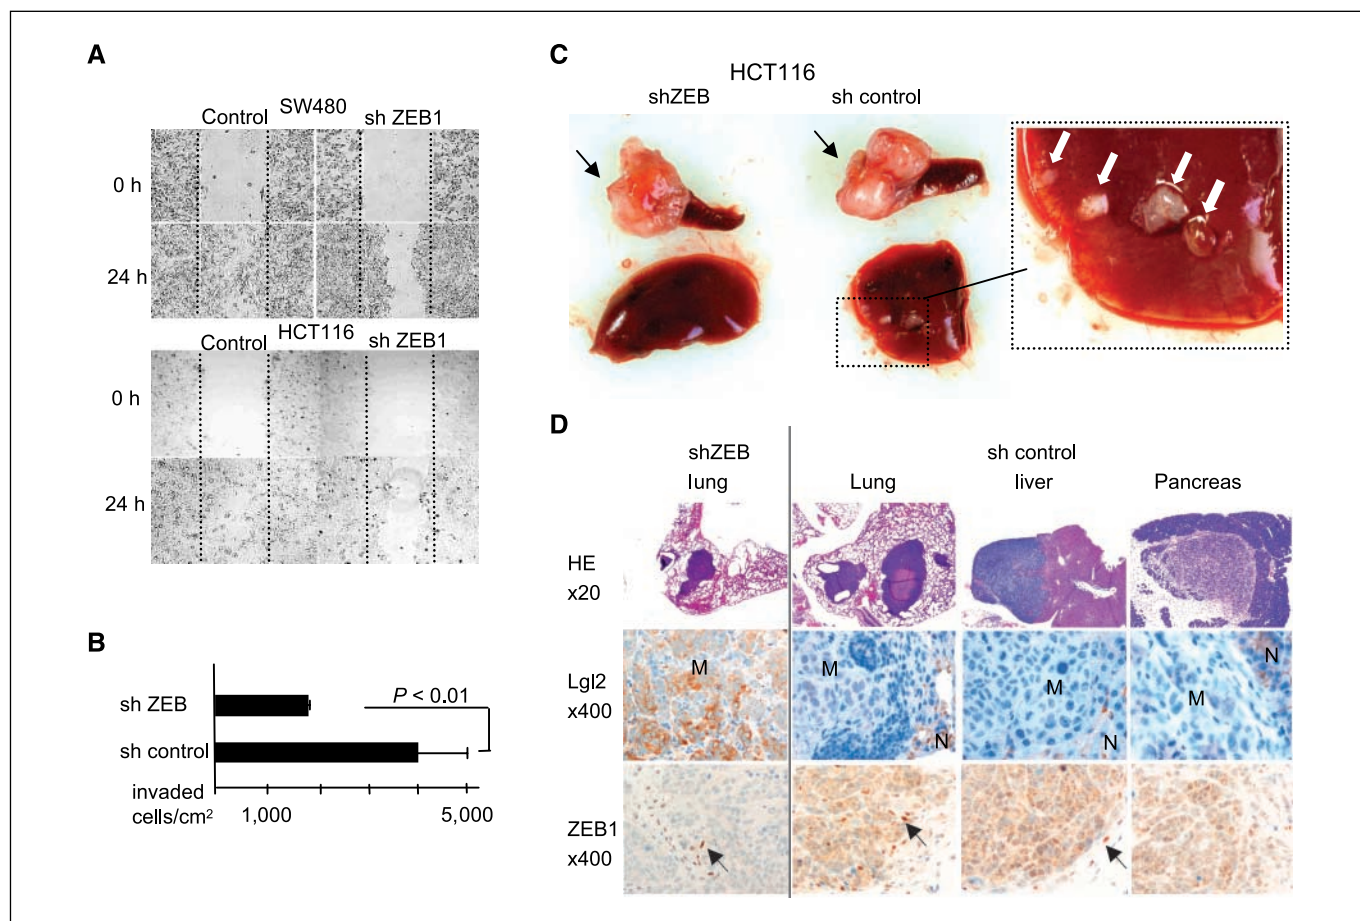 A
SW480
Control
sh ZEB1
0 h
24 h
HCT116
Control
sh ZEB1
0 h
24 h
B
sh ZEB
P < 0.01
sh control
invaded
cells/cm²
1,000
5,000
C
HCT116
shZEB
sh control
D
shZEB
sh control
lung
Lung
liver
Pancreas
HE
x20
Lgl2
x400
M
M
N
M
N
M
N
ZEB1
x400